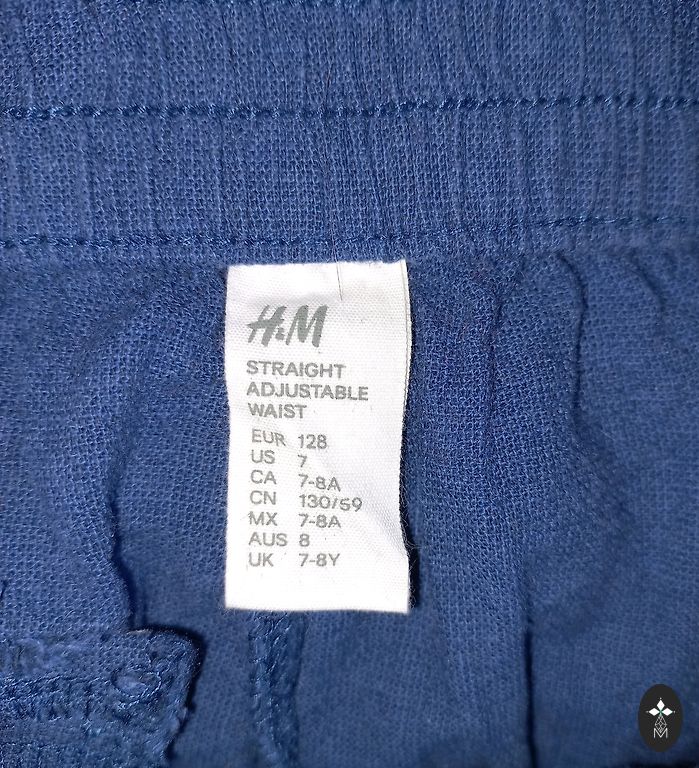 H&M
STRAIGHT
ADJUSTABLE
WAIST
EUR 128
US 7
CA 7-8A
CN 130/59
MX 7-8A
AUS 8
UK 7-8Y
M